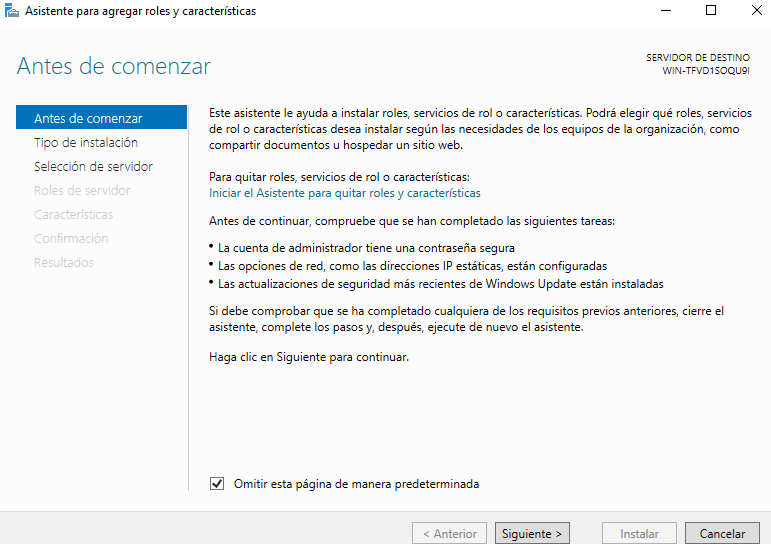 Asistente para agregar roles y características
Antes de comenzar
SERVIDOR DE DESTINO
WIN-TFVD1SOQU9I
Antes de comenzar
Tipo de instalación
Selección de servidor
Roles de servidor
Características
Confirmación
Resultados
Este asistente le ayuda a instalar roles, servicios de rol o características. Podrá elegir qué roles, servicios
de rol o características desea instalar según las necesidades de los equipos de la organización, como
compartir documentos u hospedar un sitio web.
Para quitar roles, servicios de rol o características:
Iniciar el Asistente para quitar roles y características
Antes de continuar, compruebe que se han completado las siguientes tareas:
• La cuenta de administrador tiene una contraseña segura
• Las opciones de red, como las direcciones IP estáticas, están configuradas
• Las actualizaciones de seguridad más recientes de Windows Update están instaladas
Si debe comprobar que se ha completado cualquiera de los requisitos previos anteriores, cierre el
asistente, complete los pasos y, después, ejecute de nuevo el asistente.
Haga clic en Siguiente para continuar.
Omitir esta página de manera predeterminada
< Anterior
Siguiente >
Instalar
Cancelar